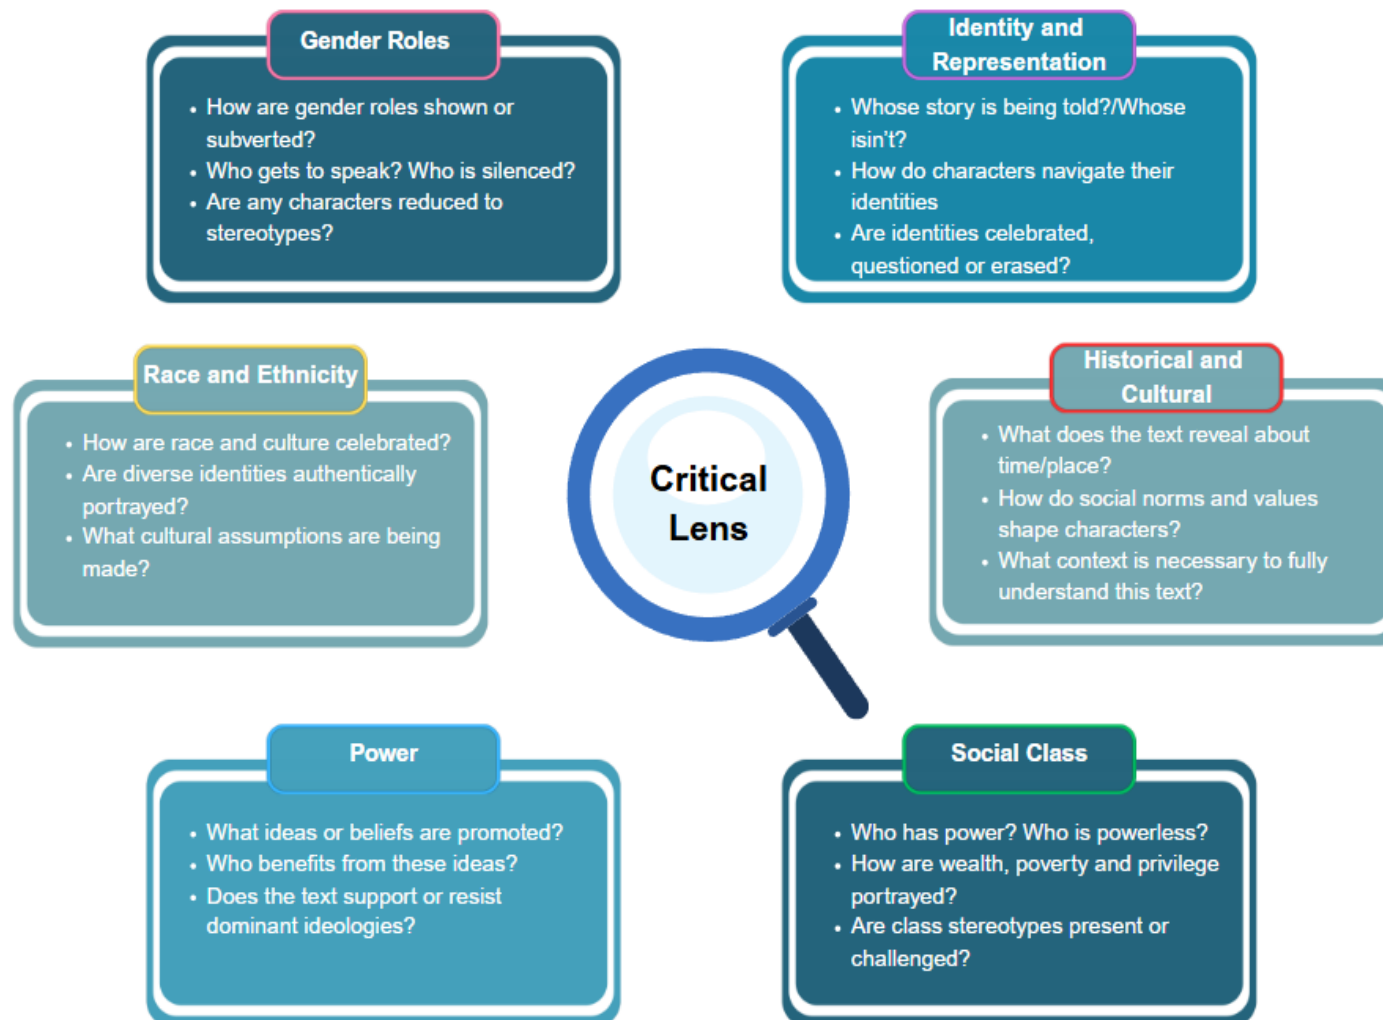 Gender Roles
• How are gender roles shown or
subverted?
• Who gets to speak? Who is silenced?
• Are any characters reduced to
stereotypes?
Identity and
Representation
• Whose story is being told?/Whose
isin't?
• How do characters navigate their
identities
• Are identities celebrated,
questioned or erased?
Race and Ethnicity
• How are race and culture celebrated?
• Are diverse identities authentically
portrayed?
• What cultural assumptions are being
made?
Critical
Lens
Historical and
Cultural
• What does the text reveal about
time/place?
• How do social norms and values
shape characters?
• What context is necessary to fully
understand this text?
Power
• What ideas or beliefs are promoted?
• Who benefits from these ideas?
• Does the text support or resist
dominant ideologies?
Social Class
• Who has power? Who is powerless?
• How are wealth, poverty and privilege
portrayed?
• Are class stereotypes present or
challenged?